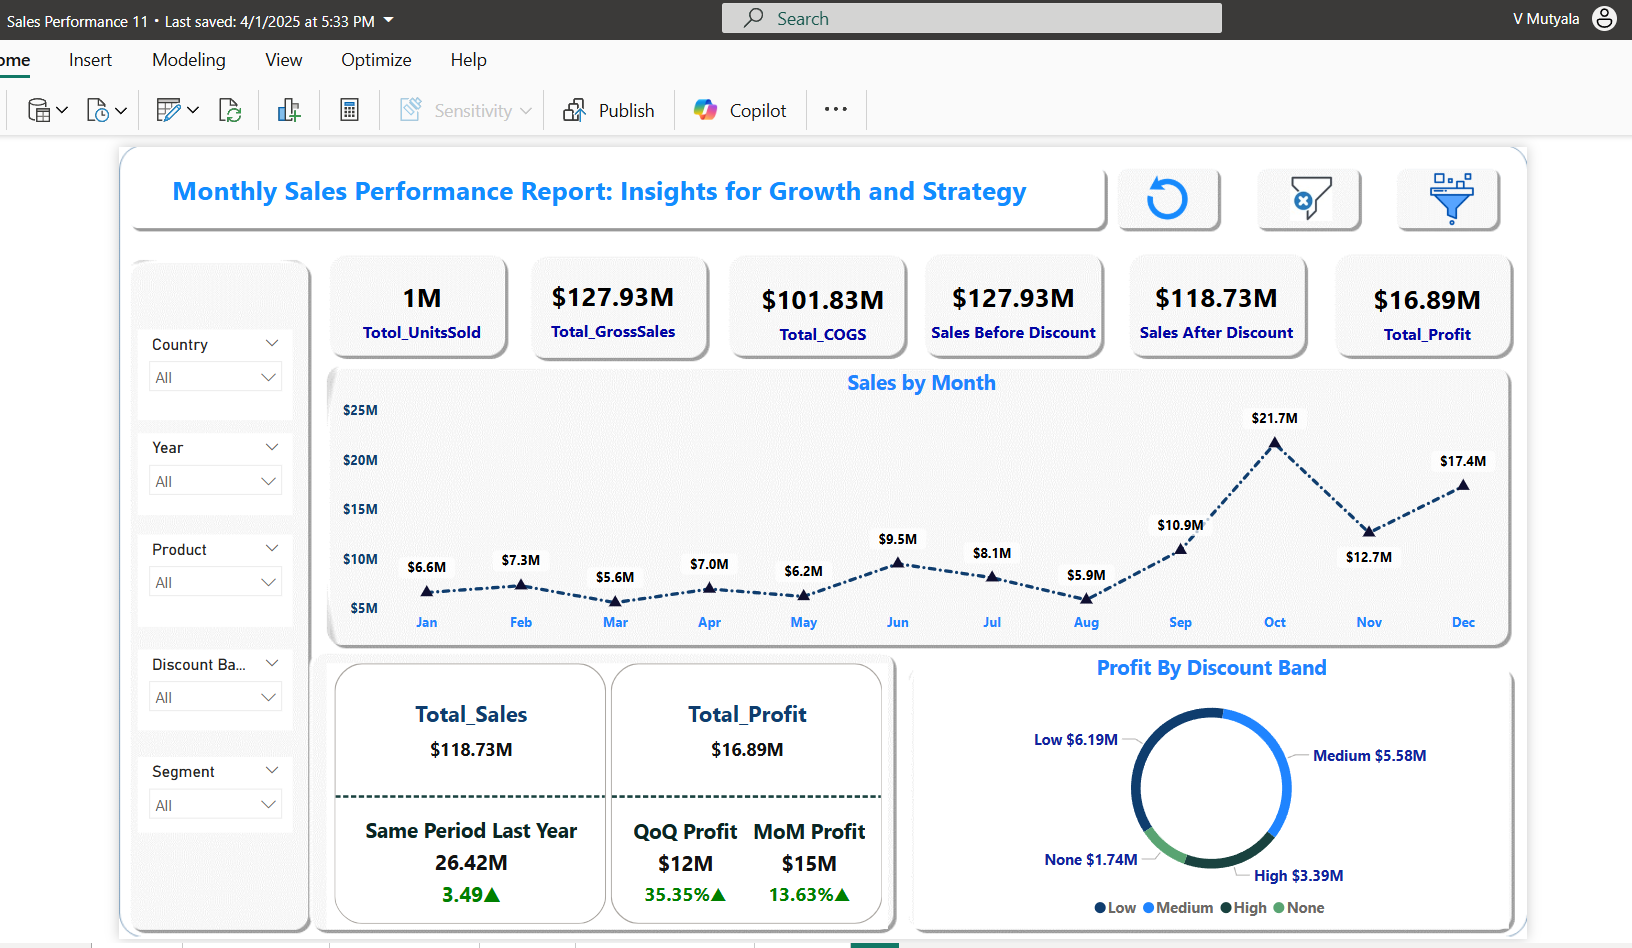 Sales Performance 11 • Last saved: 4/1/2025 at 5:33 PM
Search
V Mutyala
ome
Insert
Modeling
View
Optimize
Help
Sensitivity
Publish
Copilot
Monthly Sales Performance Report: Insights for Growth and Strategy
1M
Totol_UnitsSold
$127.93M
Total_GrossSales
$101.83M
Total_COGS
$127.93M
Sales Before Discount
$118.73M
Sales After Discount
$16.89M
Total_Profit
Country
All
Year
All
Product
All
Discount Ba...
All
Segment
All
Sales by Month
$25M
$20M
$15M
$10M
$5M
$6.6M
$7.3M
$5.6M
$7.0M
$6.2M
$9.5M
$8.1M
$5.9M
$10.9M
$21.7M
$12.7M
$17.4M
Jan
Feb
Mar
Apr
May
Jun
Jul
Aug
Sep
Oct
Nov
Dec
Total_Sales
$118.73M
Same Period Last Year
26.42M
3.49▲
Total_Profit
$16.89M
QoQ Profit
$12M
35.35%▲
MoM Profit
$15M
13.63%▲
Profit By Discount Band
Low $6.19M
Medium $5.58M
None $1.74M
High $3.39M
Low
Medium
High
None